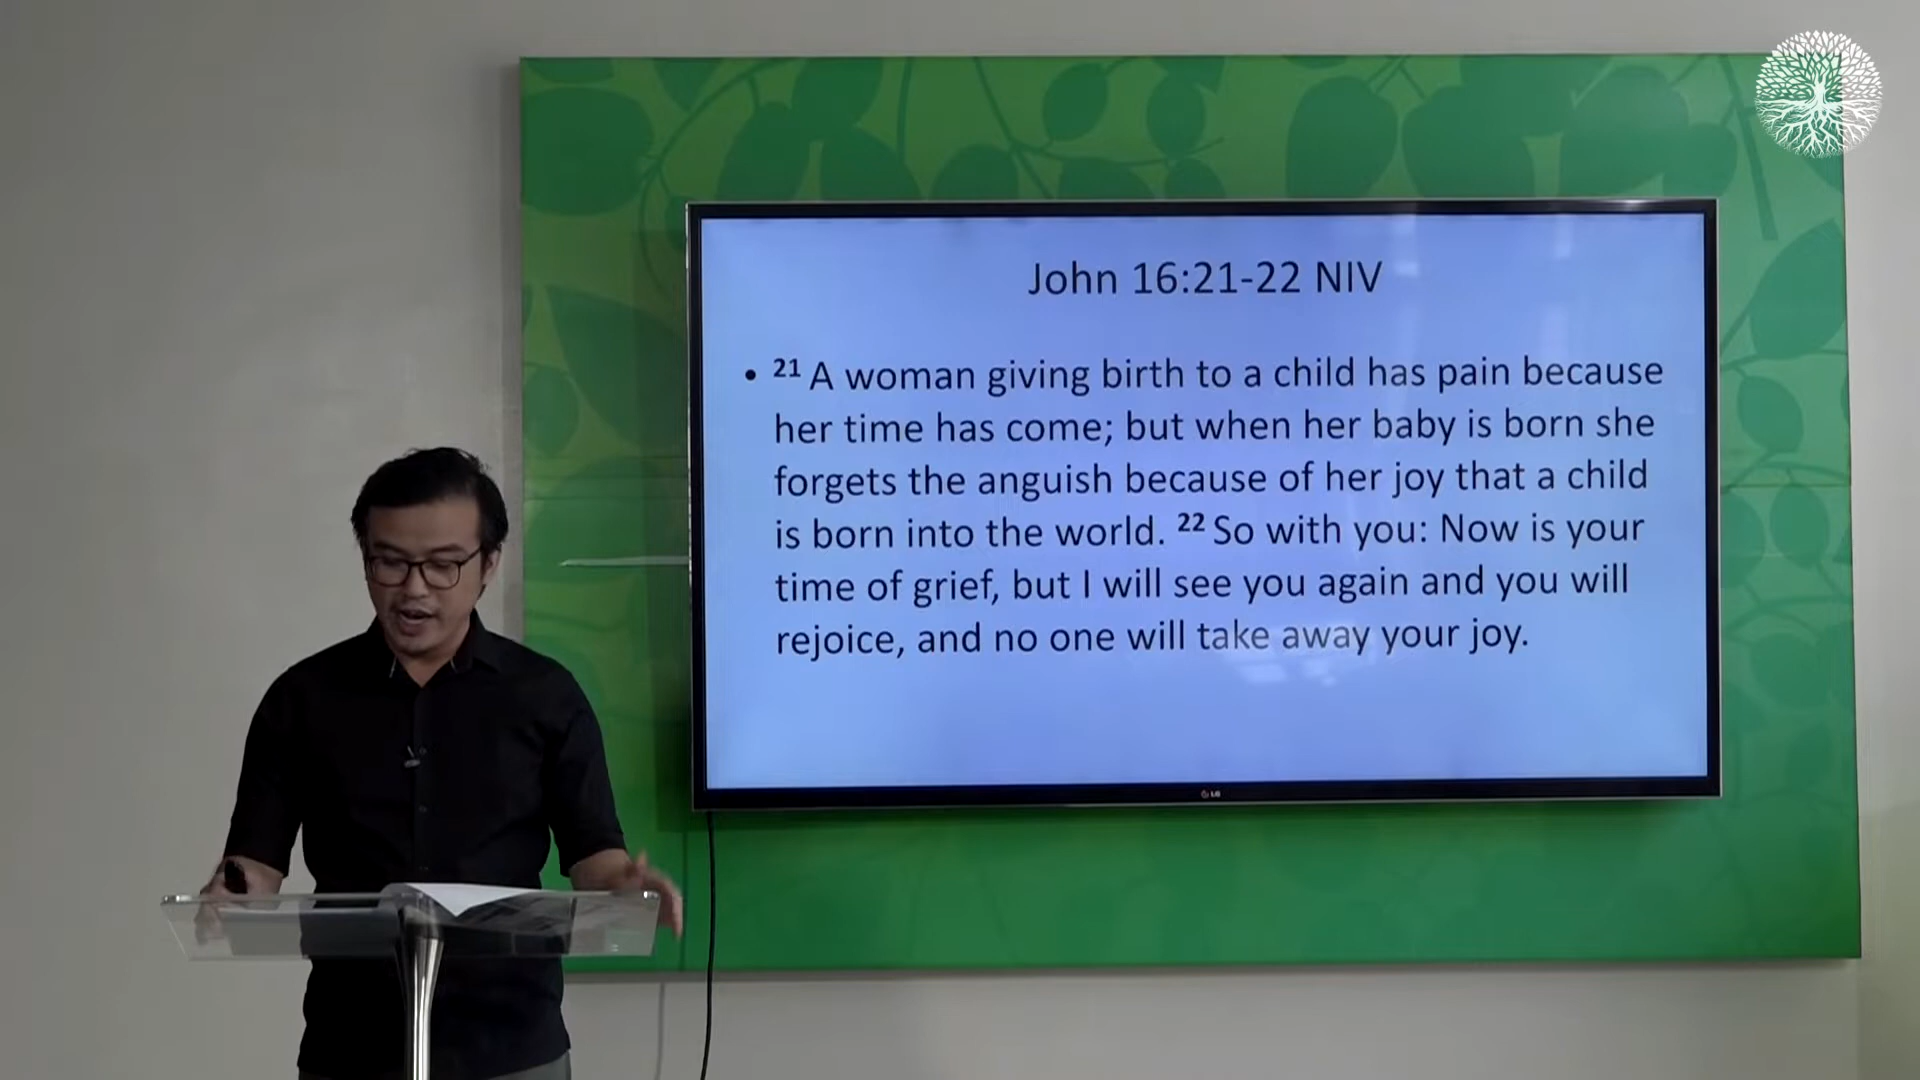 John 16:21-22 NIV
• 21 A woman giving birth to a child has pain because
her time has come; but when her baby is born she
forgets the anguish because of her joy that a child
is born into the world. 22 So with you: Now is your
time of grief, but I will see you again and you will
rejoice, and no one will take away your joy.
LG